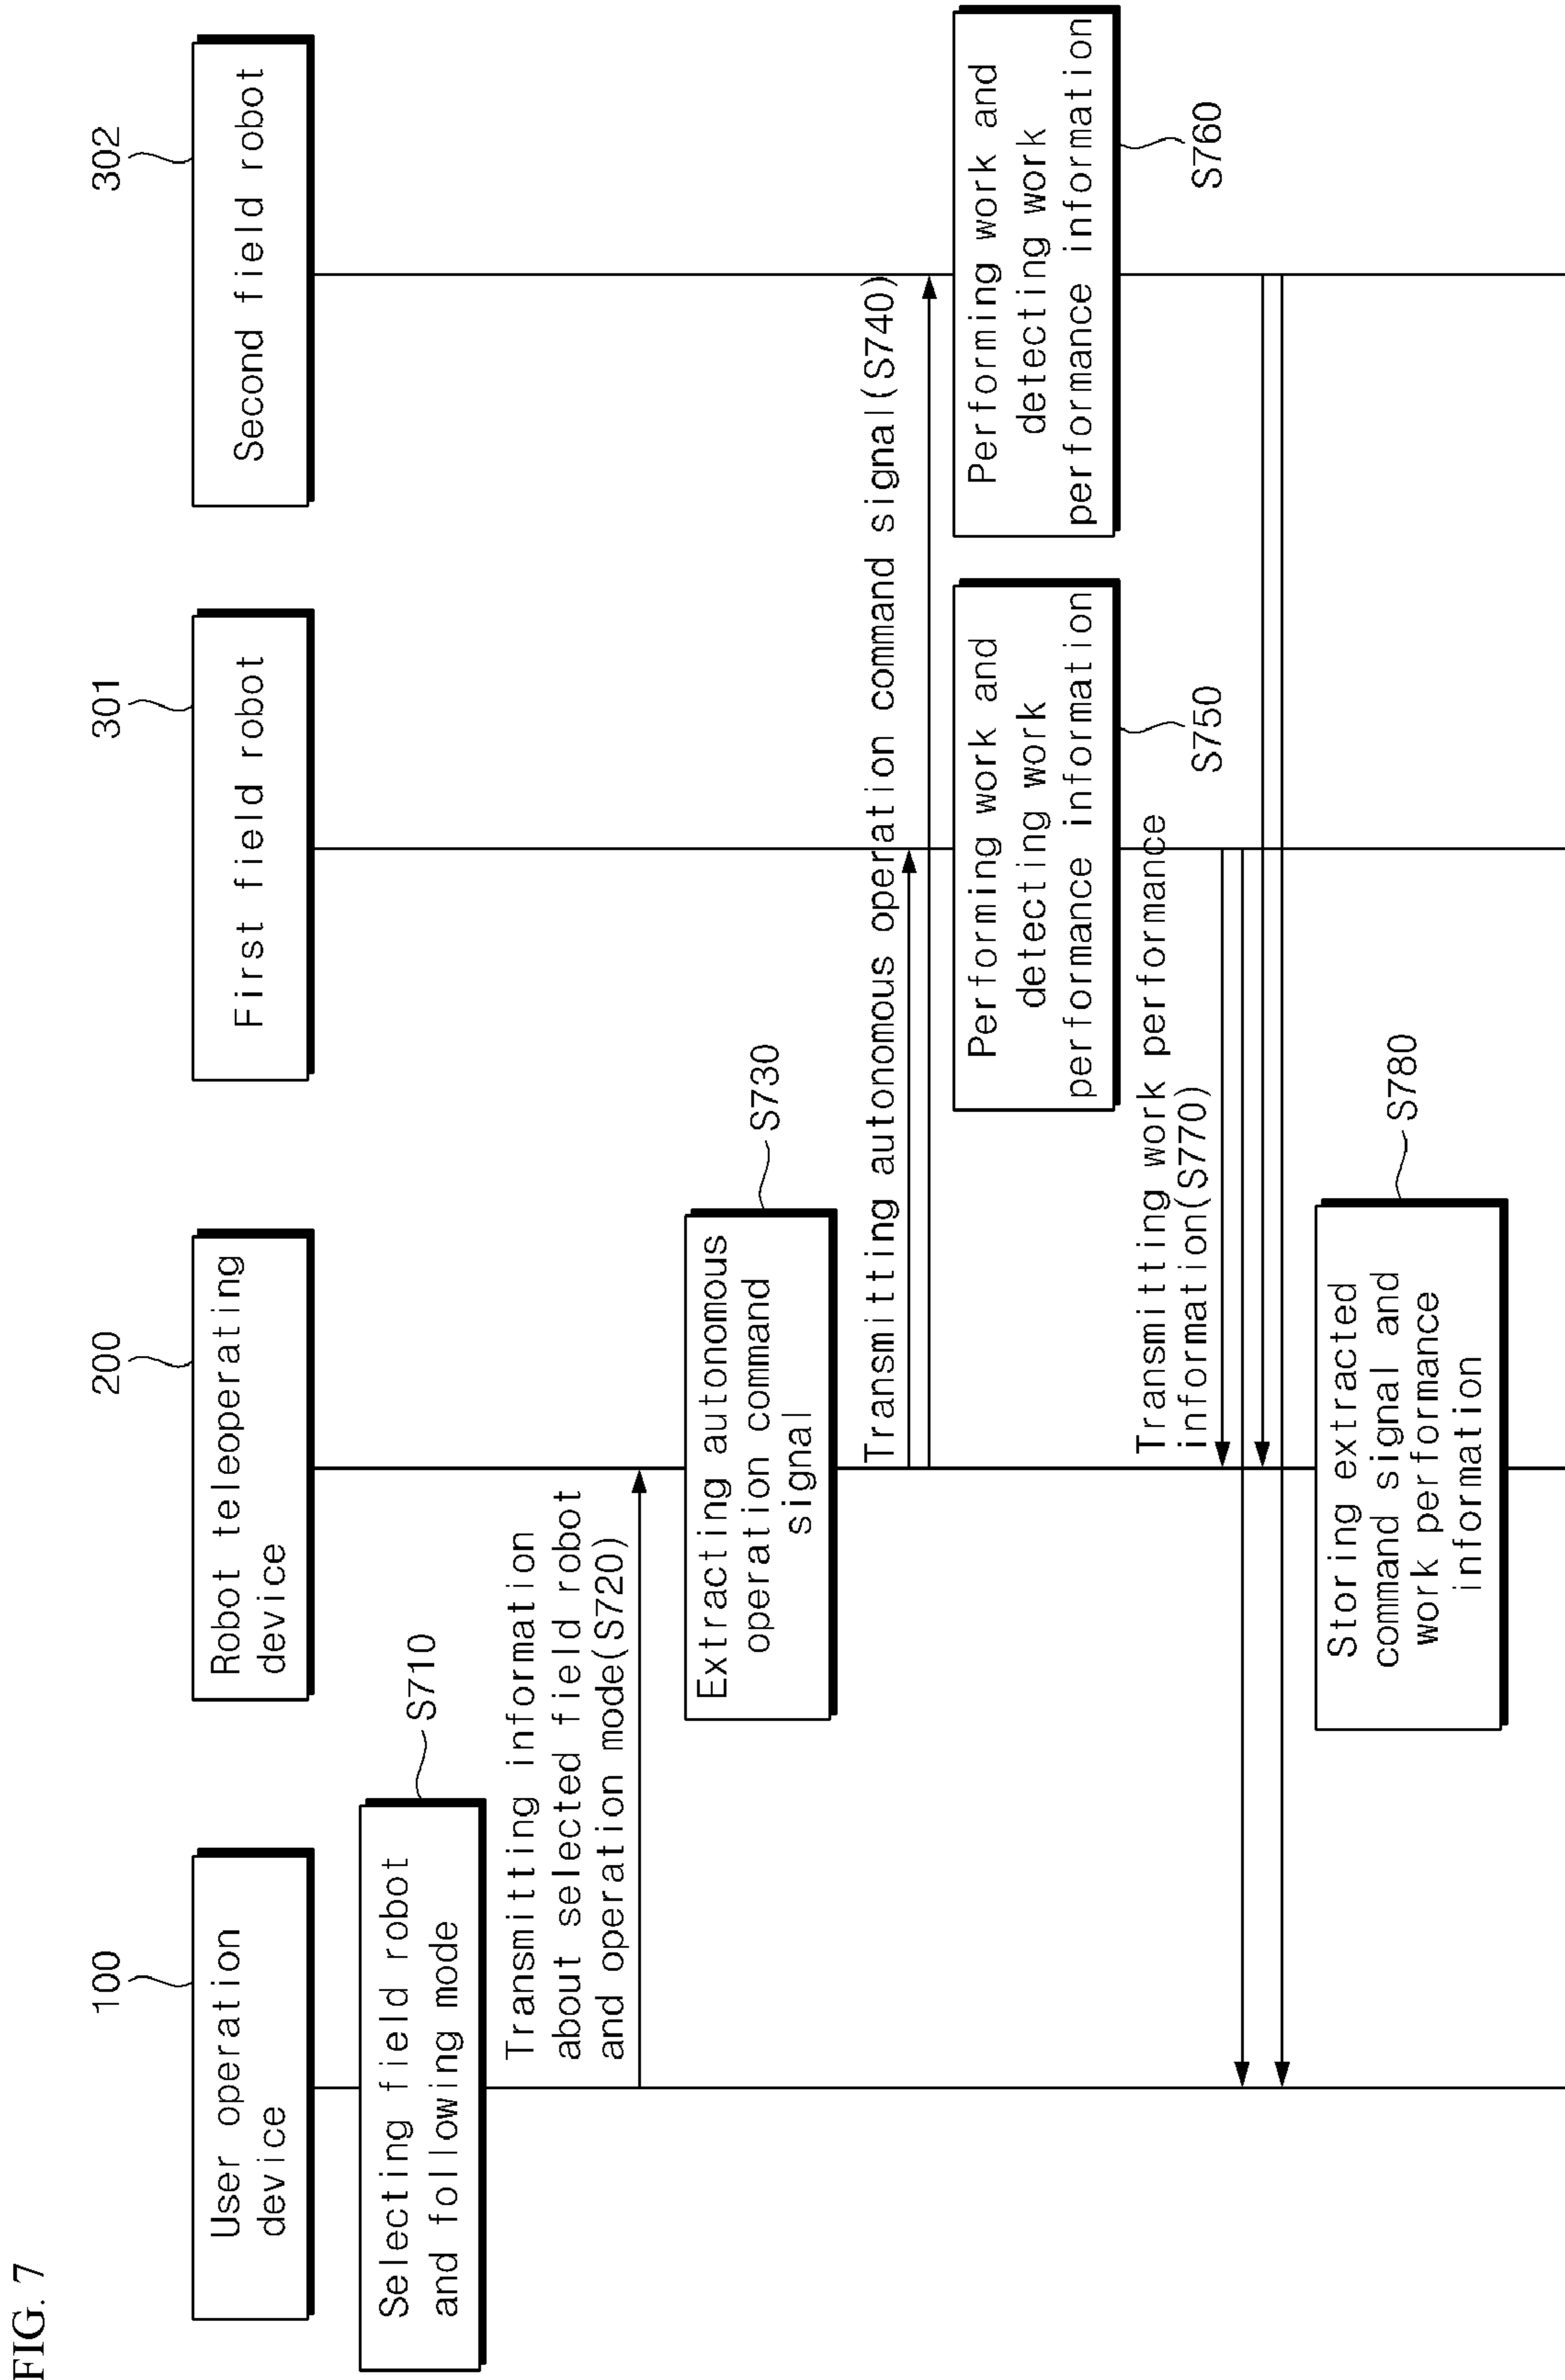 FIG. 7
100
200
301
302
User operation
device
Robot teleoperating
device
First field robot
Second field robot
Selecting field robot
and following mode
S710
Transmitting information
about selected field robot
and operation mode(S720)
Extracting autonomous
operation command
signal
S730
Transmitting autonomous operation command signal(S740)
Performing work and
detecting work
performance information
S750
Performing work and
detecting work
performance information
S760
Transmitting work performance
information(S770)
Storing extracted
command signal and
work performance
information
S780